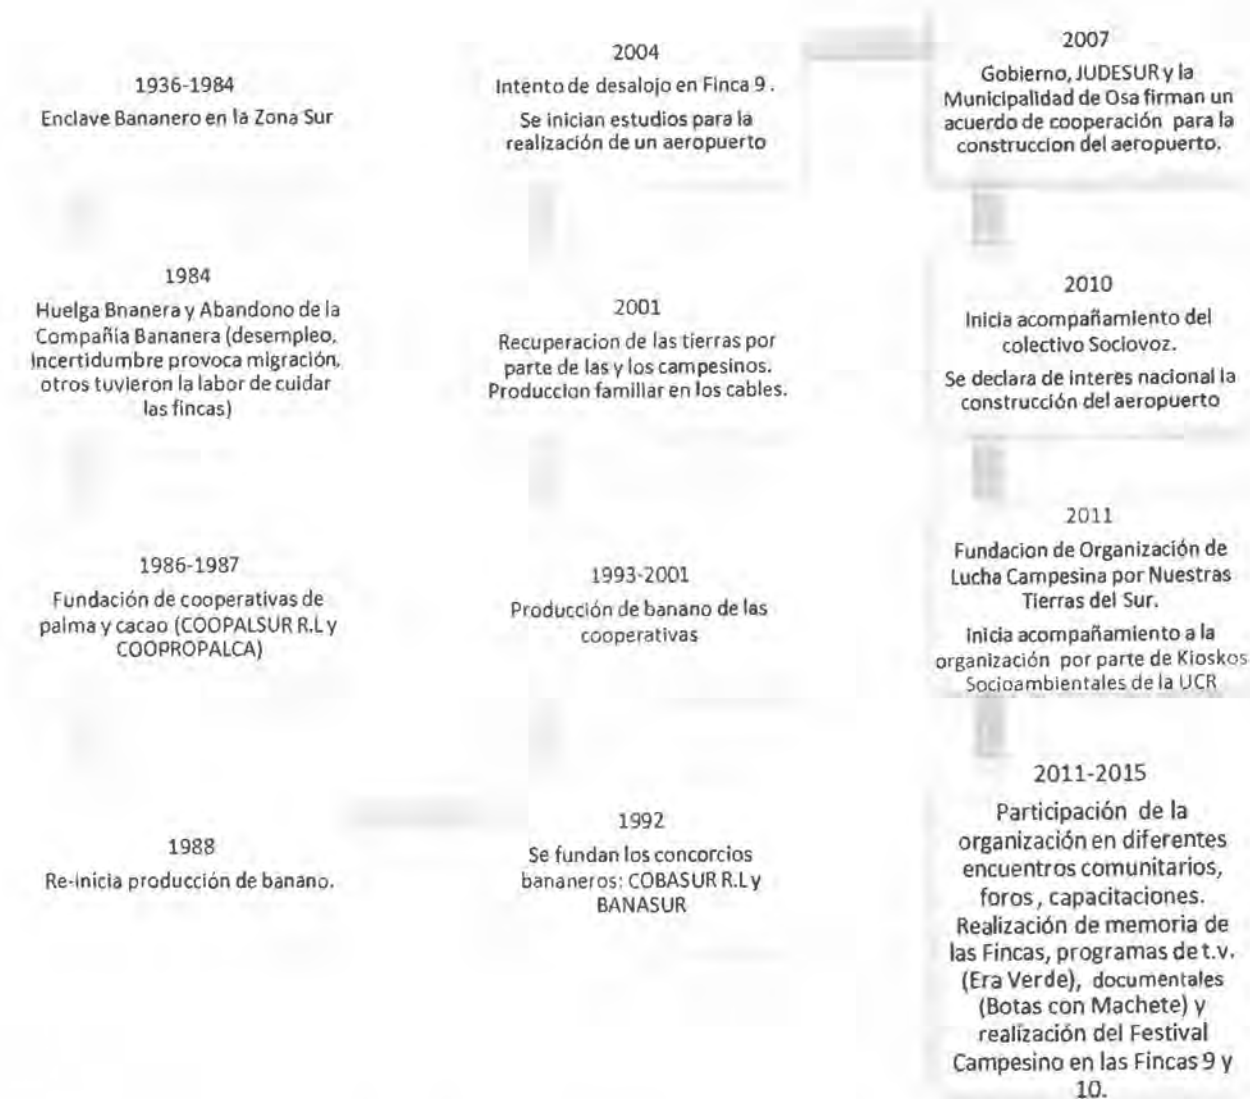 1936-1984
Enclave Bananero en la Zona Sur
1984
Huelga Bnanera y Abandono de la
Compañia Bananera (desempleo,
Incertidumbre provoca migración,
otros tuvieron la labor de cuidar
las fincas)
1986-1987
Fundación de cooperativas de
palma y cacao (COOPALSUR R.L y
COOPROPALCA)
1988
Re-inicia producción de banano.
2004
Intento de desalojo en Finca 9 .
Se inician estudios para la
realización de un aeropuerto
2001
Recuperacion de las tierras por
parte de las y los campesinos.
Produccion familiar en los cables.
1993-2001
Producción de banano de las
cooperativas
1992
Se fundan los concorcios
bananeros: COBASUR R.L y
BANASUR
2007
Gobierno, JUDESUR y la
Municipalidad de Osa firman un
acuerdo de cooperación para la
construccion del aeropuerto.
2010
Inicia acompañamiento del
colectivo Sociovoz.
Se declara de interes nacional la
construcción del aeropuerto
2011
Fundacion de Organización de
Lucha Campesina por Nuestras
Tierras del Sur.
Inicia acompañamiento a la
organización por parte de Kioskos
Socioambientales de la UCR
2011-2015
Participación de la
organización en diferentes
encuentros comunitarios,
foros, capacitaciones.
Realización de memoria de
las Fincas, programas de t.v.
(Era Verde), documentales
(Botas con Machete) y
realización del Festival
Campesino en las Fincas 9 y
10.